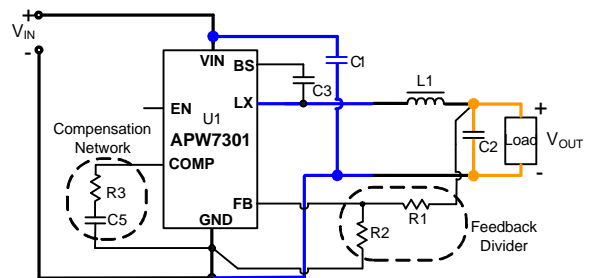 +
VIN
-
VIN
BS
C1
C3
L1
EN
U1
LX
APW7301
+
C2
Load
VOUT
-
Compensation
Network
COMP
R3
C5
FB
R1
R2
GND
Feedback
Divider